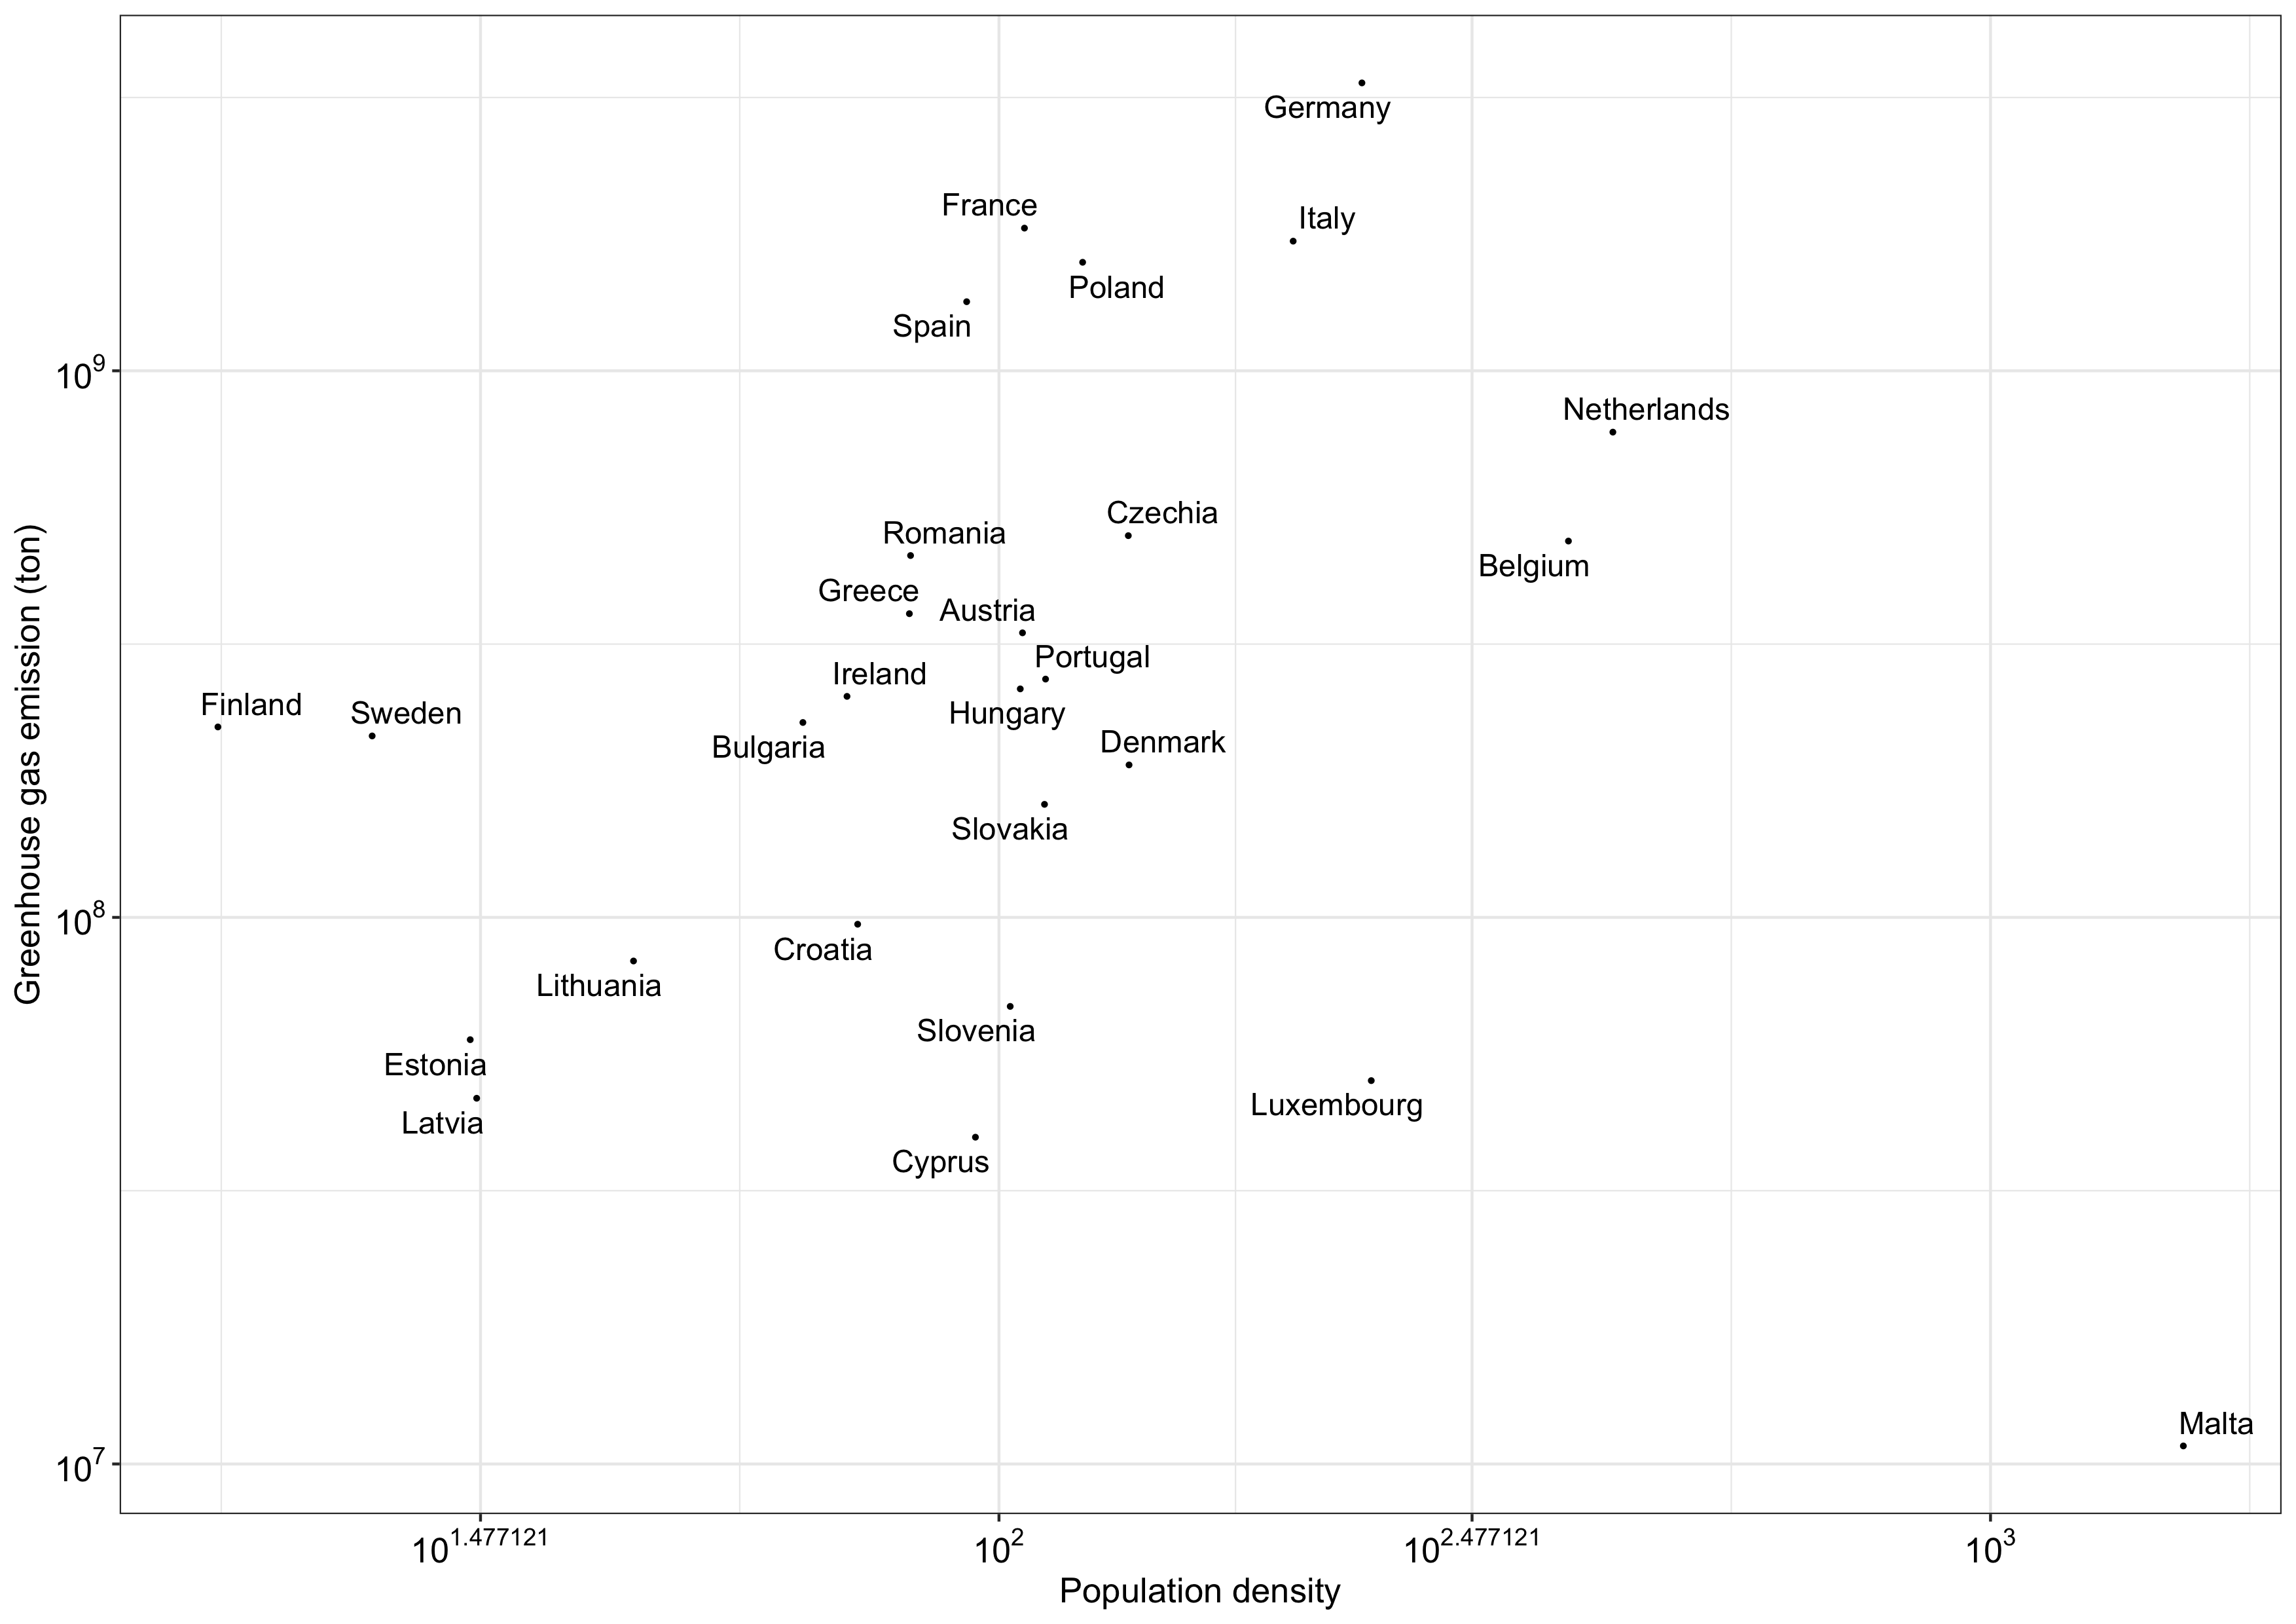 Germany
France
Italy
Poland
Spain
10^9
Netherlands
Czechia
Romania
Belgium
Greece
Austria
Portugal
Ireland
Finland
Sweden
Hungary
Bulgaria
Denmark
Slovakia
10^8
Croatia
Lithuania
Slovenia
Estonia
Luxembourg
Latvia
Cyprus
Malta
10^7
10^1.477121
10^2
10^2.477121
10^3
Population density
Greenhouse gas emission (ton)